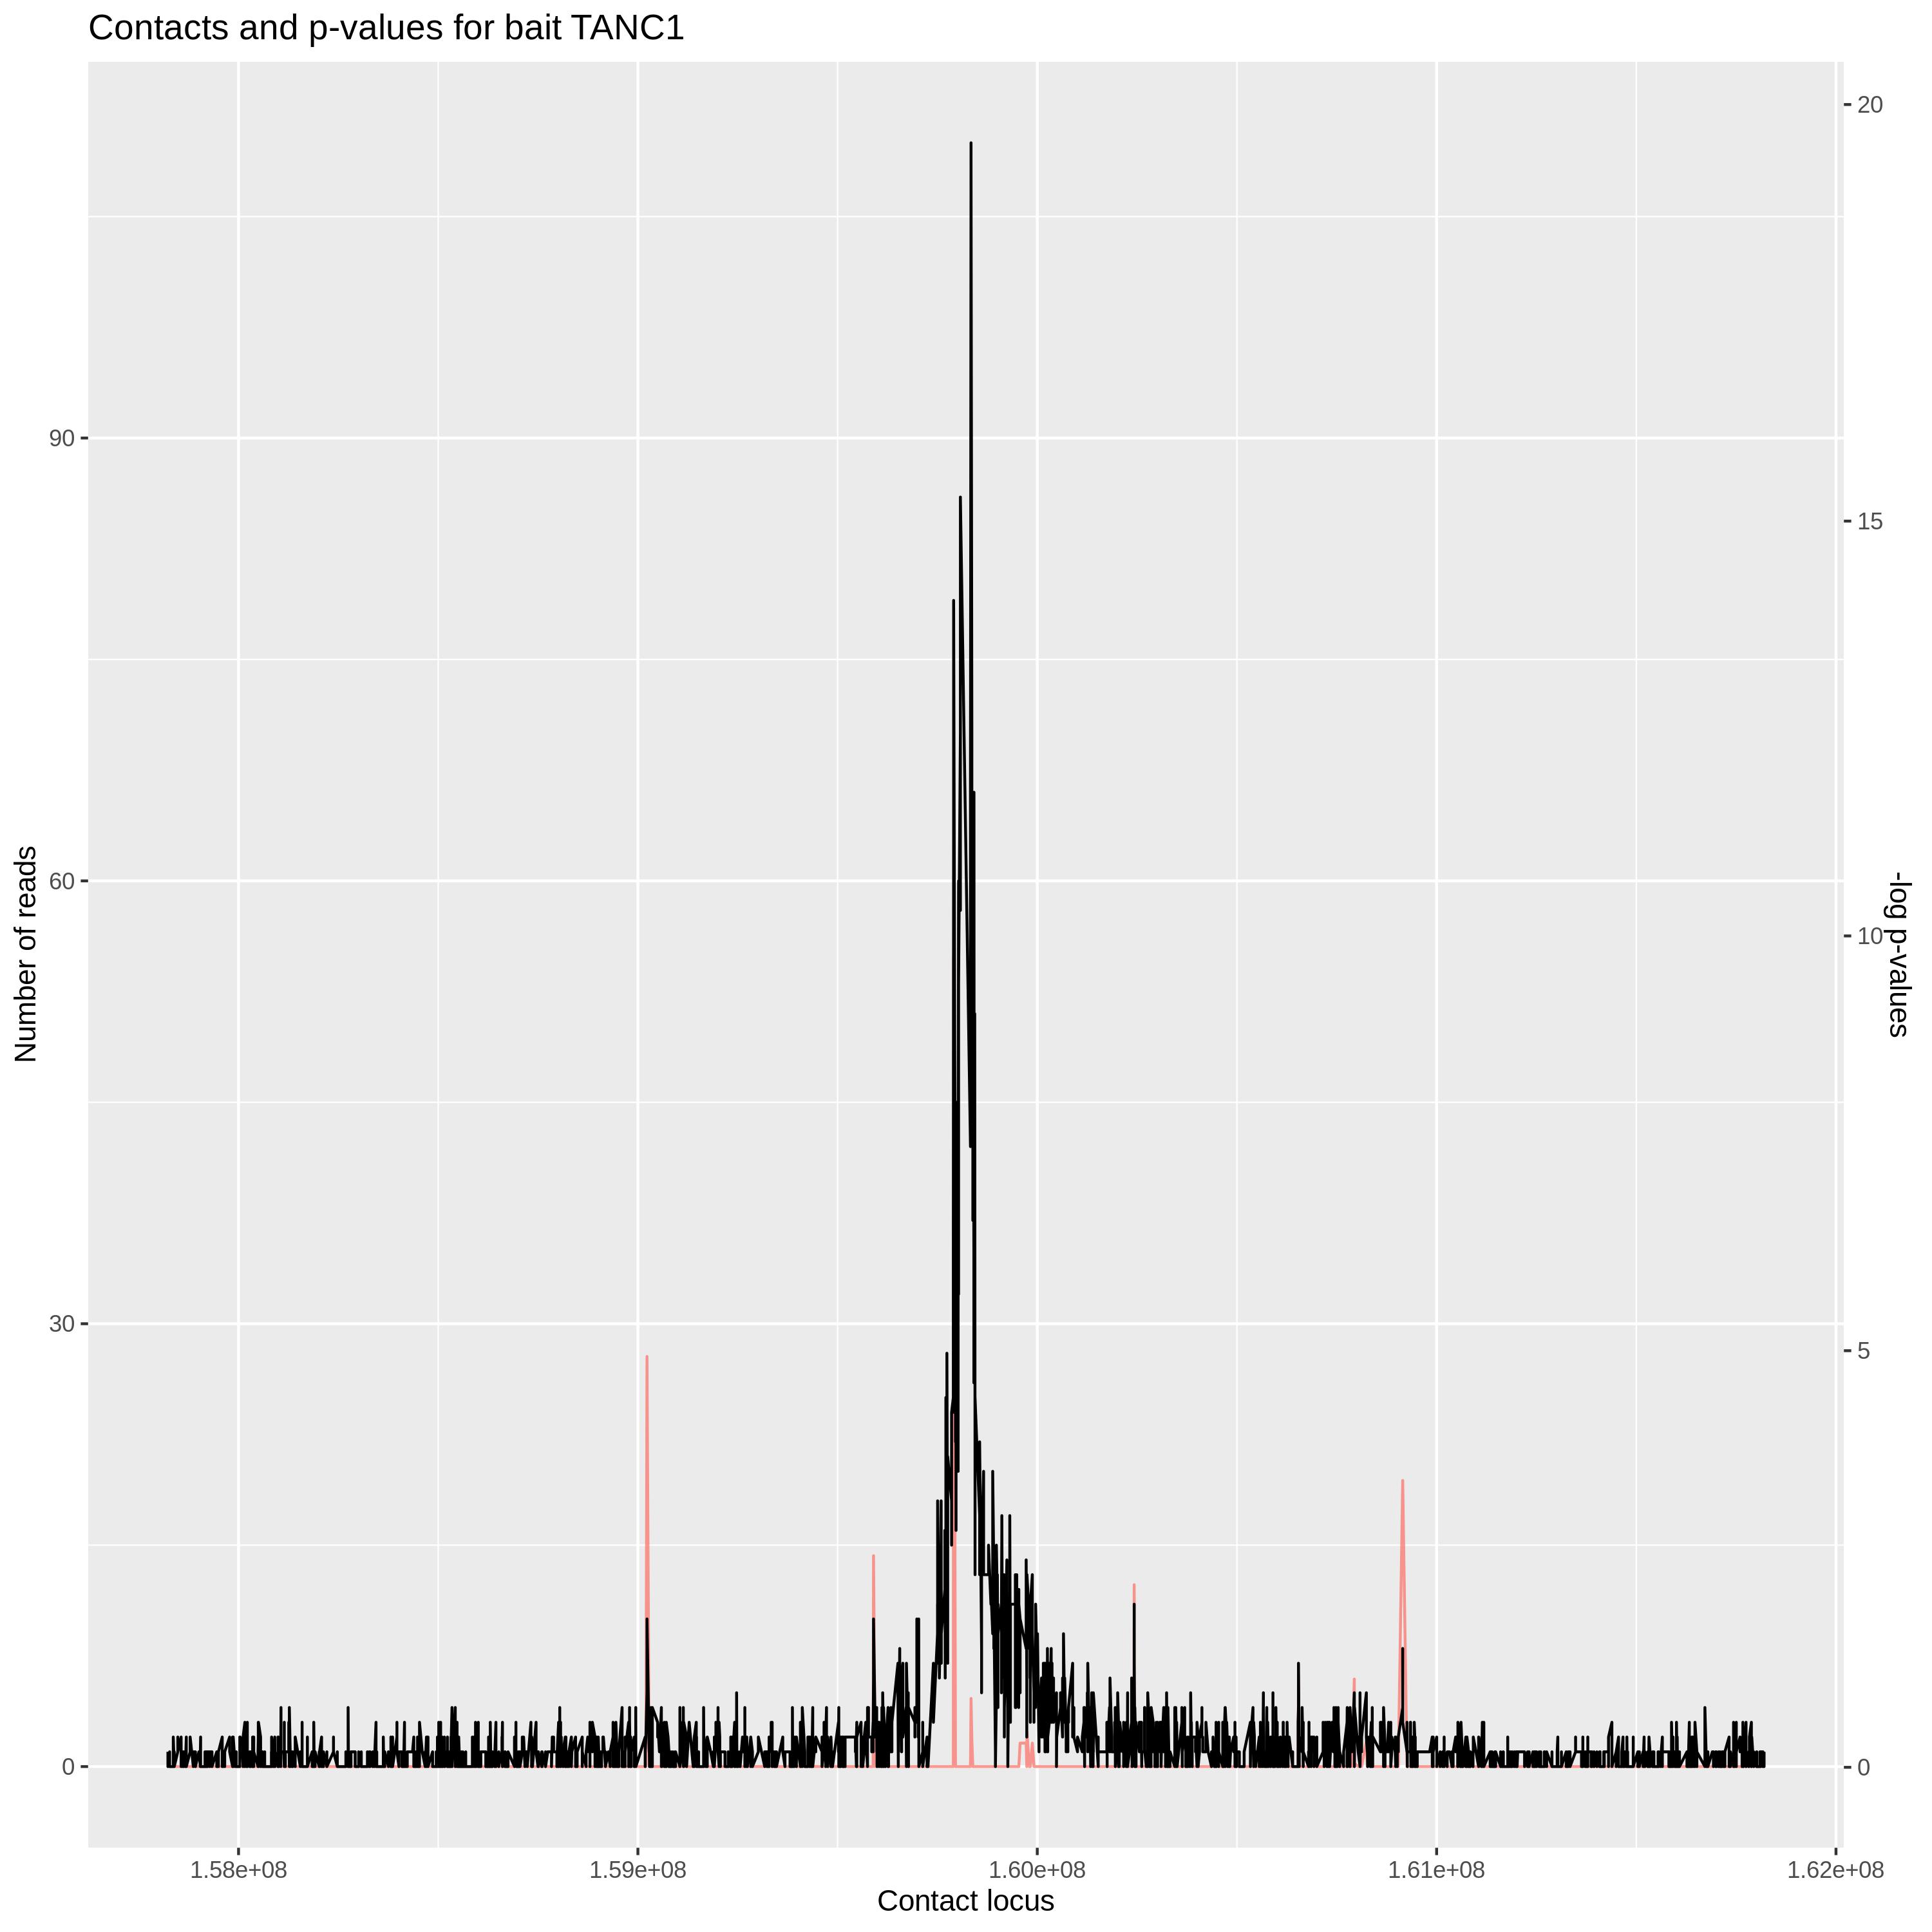 Contacts and p-values for bait TANC1
Number of reads
90
60
30
0
20
15
10
5
0
-log p-values
1.58e+08
1.59e+08
1.60e+08
1.61e+08
1.62e+08
Contact locus